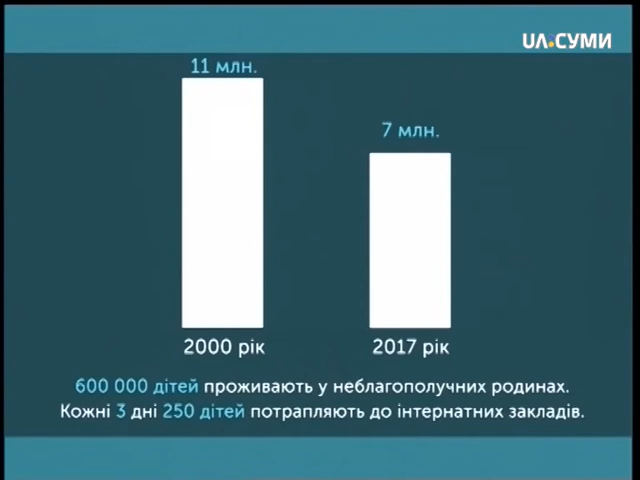 UA:СУМИ
11 млн.
7 млн.
2000 рік
2017 рік
600 000 дітей проживають у неблагополучних родинах.
Кожні 3 дні 250 дітей потрапляють до інтернатних закладів.